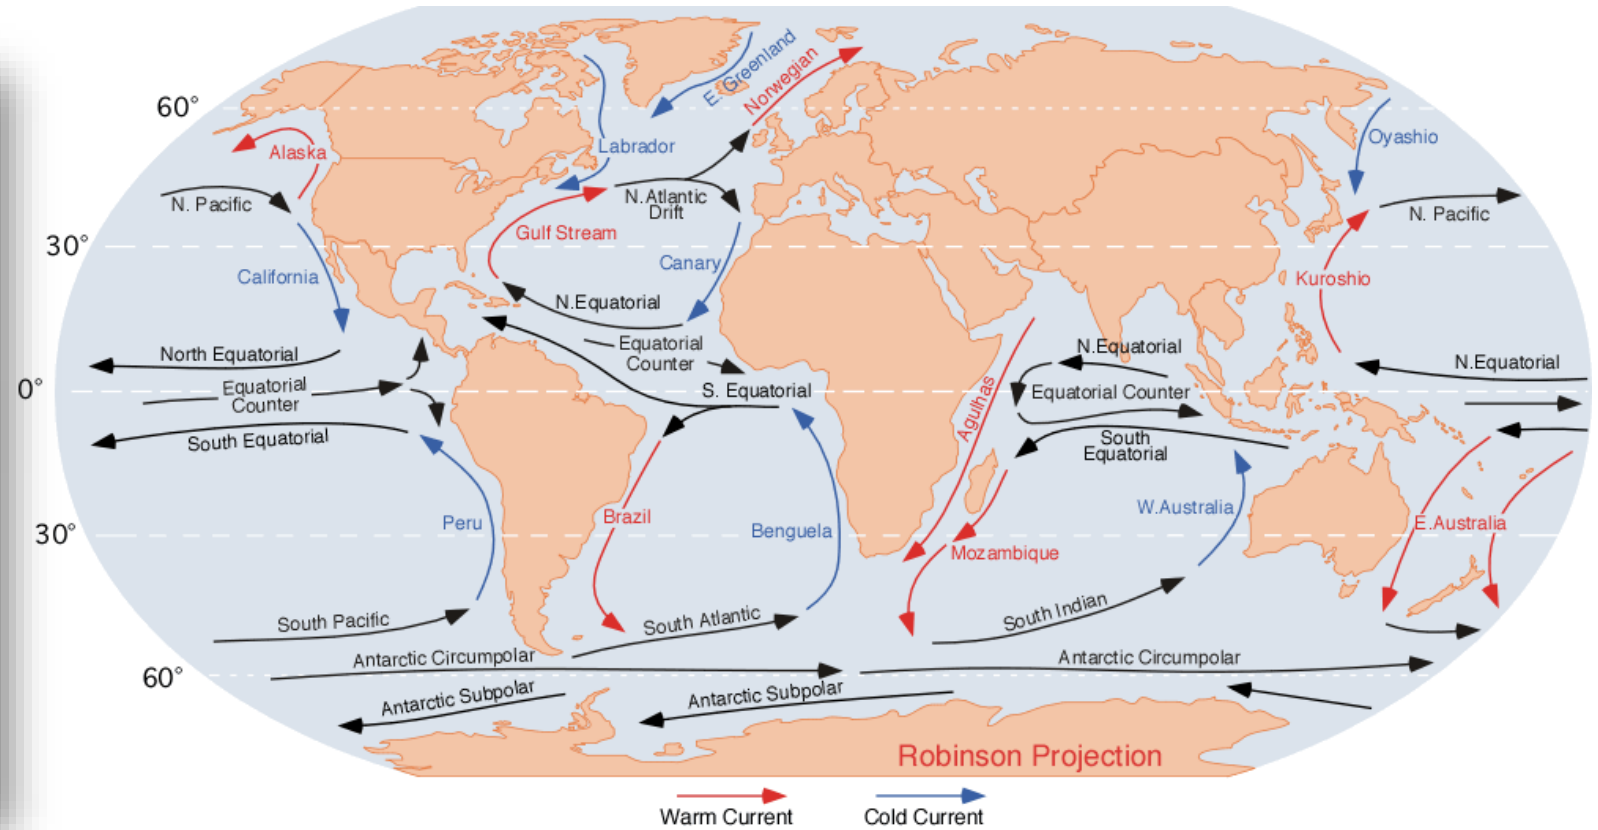 E. Greenland
Norwegian
60°
Labrador
Oyashio
Alaska
N. Pacific
N.Atlantic
Drift
N. Pacific
Gulf Stream
30°
Canary
California
Kuroshio
N.Equatorial
Equatorial
Counter
North Equatorial
N.Equatorial
N.Equatorial
0°
Equatorial
Counter
S. Equatorial
Equatorial Counter
Agulhas
South Equatorial
South
Equatorial
Peru
Brazil
Benguela
W.Australia
E.Australia
30°
Mozambique
South Pacific
South Atlantic
South Indian
Antarctic Circumpolar
Antarctic Circumpolar
60°
Antarctic Subpolar
Antarctic Subpolar
Robinson Projection
Warm Current
Cold Current